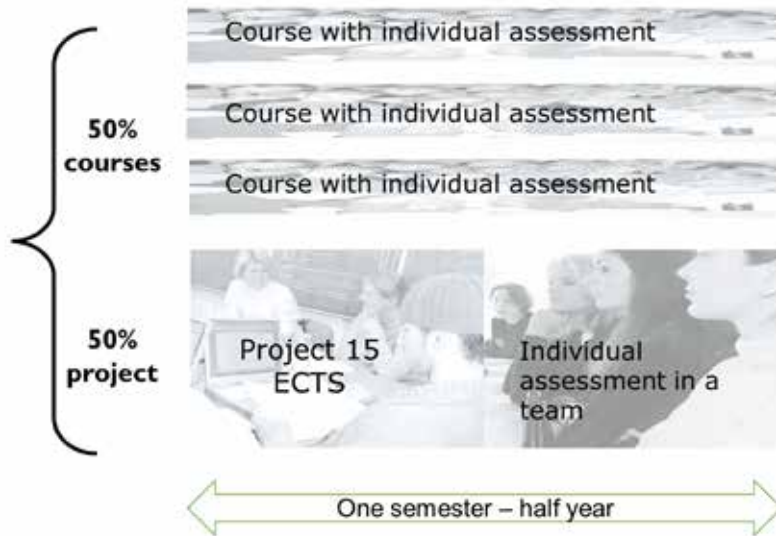 Course with individual assessment
50%
courses
Course with individual assessment
Course with individual assessment
50%
project
Project 15
ECTS
Individual
assessment in a
team
One semester – half year